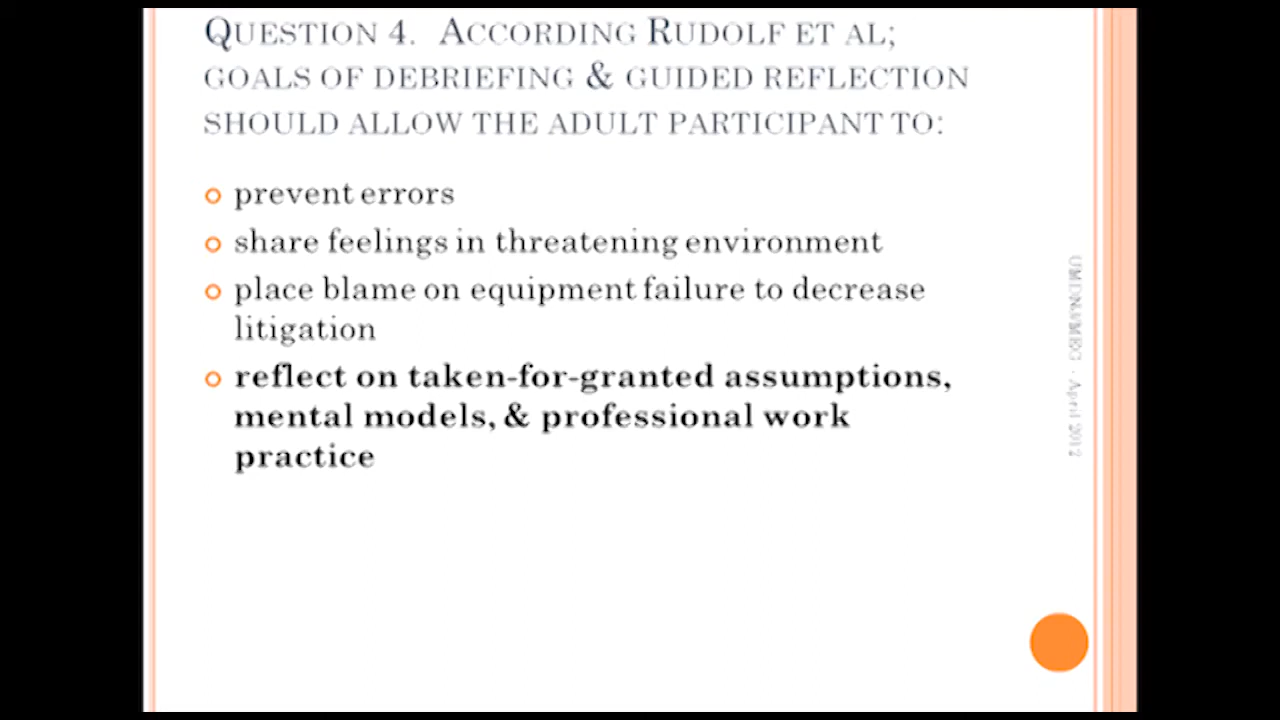 QUESTION 4. ACCORDING RUDOLF ET AL;
GOALS OF DEBRIEFING & GUIDED REFLECTION
SHOULD ALLOW THE ADULT PARTICIPANT TO:
prevent errors
share feelings in threatening environment
place blame on equipment failure to decrease
litigation
reflect on taken-for-granted assumptions,
mental models, & professional work
practice
April 2012